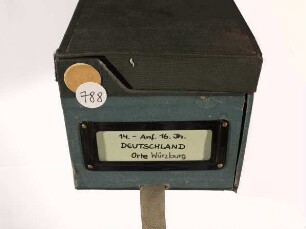 788
14. - Anf. 16. Jh.
DEUTSCHLAND
Orte Würzburg